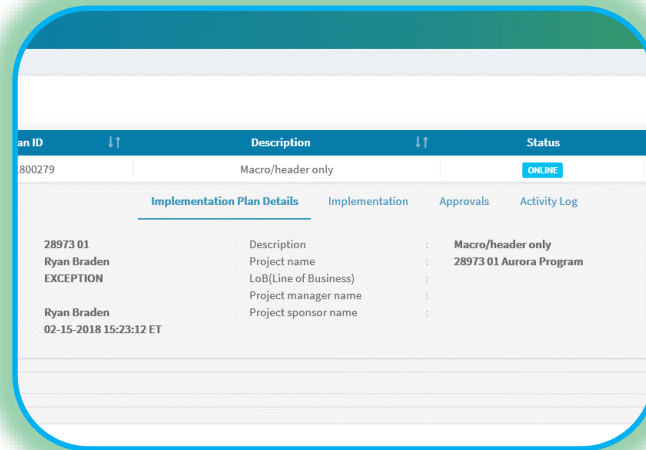 an ID Description Status
800279 Macro/header only ONLINE
Implementation Plan Details Implementation Approvals Activity Log
28973 01 Description : Macro/header only
Ryan Braden Project name : 28973 01 Aurora Program
EXCEPTION LoB(Line of Business) :
Project manager name :
Ryan Braden Project sponsor name :
02-15-2018 15:23:12 ET